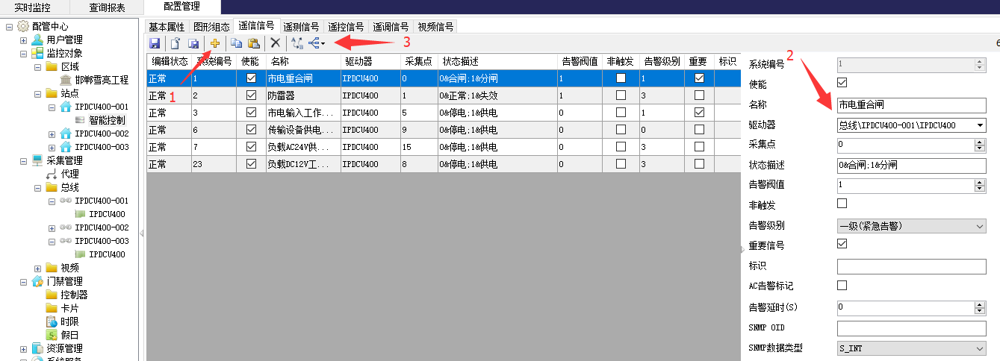 实时监控 查询报表 配置管理
配管中心
用户管理
监控对象
区域
邯郸雪亮工程
站点
IPDCU400-001
智能控制
IPDCU400-002
IPDCU400-003
采集管理
代理
总线
IPDCU400-001
IPDCU400
IPDCU400-002
IPDCU400-003
IPDCU400
视频
门禁管理
控制器
卡片
时限
假日
资源管理
系统服务
基本属性 图形组态 遥信信号 遥测信号 遥控信号 遥调信号 视频信号
3
编辑状态 系统编号 使能 名称 驱动器 采集点 状态描述 告警阀值 非触发 告警级别 重要 标识
正常 1 市电重合闸 IPDCU400 0 0&合闸;1&分闸 1 1
正常 2 防雷器 IPDCU400 1 0&正常;1&失效 1 3
正常 3 市电输入工作... IPDCU400 5 0&停电;1&供电 0 1
正常 6 传输设备供电... IPDCU400 9 0&停电;1&供电 0 0
正常 7 负载AC24V供... IPDCU400 15 0&停电;1&供电 0 3
正常 23 负载DC12V工... IPDCU400 8 0&停电;1&供电 0 3
1
2
6
系统编号 1
使能
名称 市电重合闸
驱动器 总线\IPDCU400-001\IPDCU400
采集点 0
状态描述 0&合闸;1&分闸
告警阀值 1
非触发
告警级别 一级(紧急告警)
重要信号
标识
AC告警标记
告警延时(S) 0
SNMP OID
SNMP数据类型 S_INT